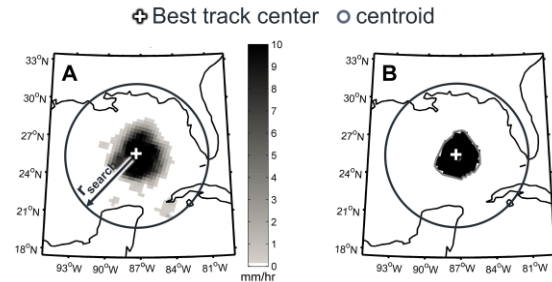 Best track center centroid
A
33°N
30°N
27°N
24°N
21°N
18°N
r search
93°W 90°W 87°W 84°W 81°W
10
9
8
7
6
5
4
3
2
1
0
mm/hr
B
33°N
30°N
27°N
24°N
21°N
18°N
93°W 90°W 87°W 84°W 81°W